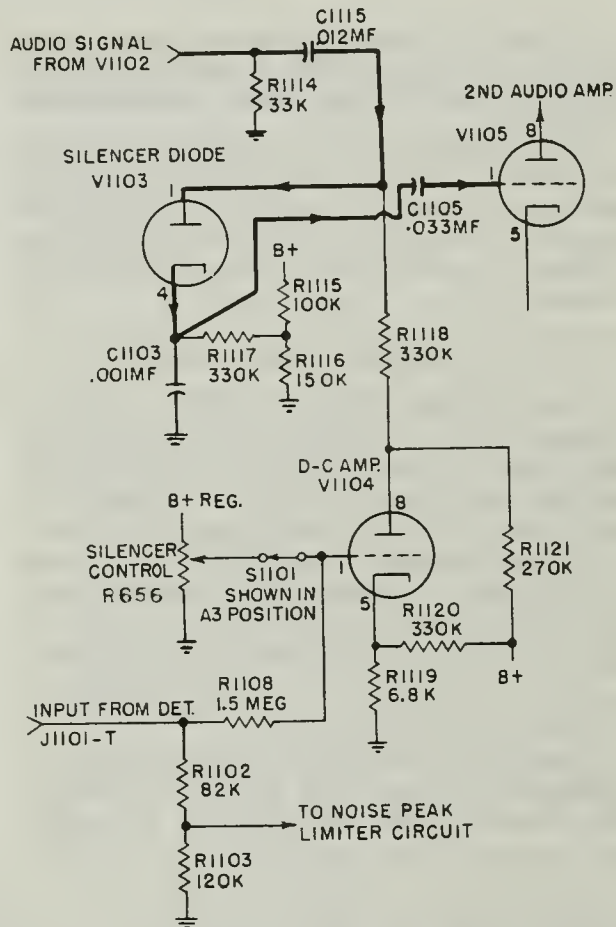 C1115
.012MF
AUDIO SIGNAL
FROM V1102
R1114
33K
2ND AUDIO AMP.
V1105
8
1
5
SILENCER DIODE
V1103
1
4
C1105
.033MF
B+
R1115
100K
R1117
330K
R1116
150K
C1103
.001MF
R1118
330K
D-C AMP.
V1104
8
1
5
B+ REG.
SILENCER
CONTROL
R656
S1101
SHOWN IN
A3 POSITION
R1121
270K
R1120
330K
R1119
6.8K
B+
R1108
1.5 MEG
INPUT FROM DET.
J1101-T
R1102
82K
TO NOISE PEAK
LIMITER CIRCUIT
R1103
120K